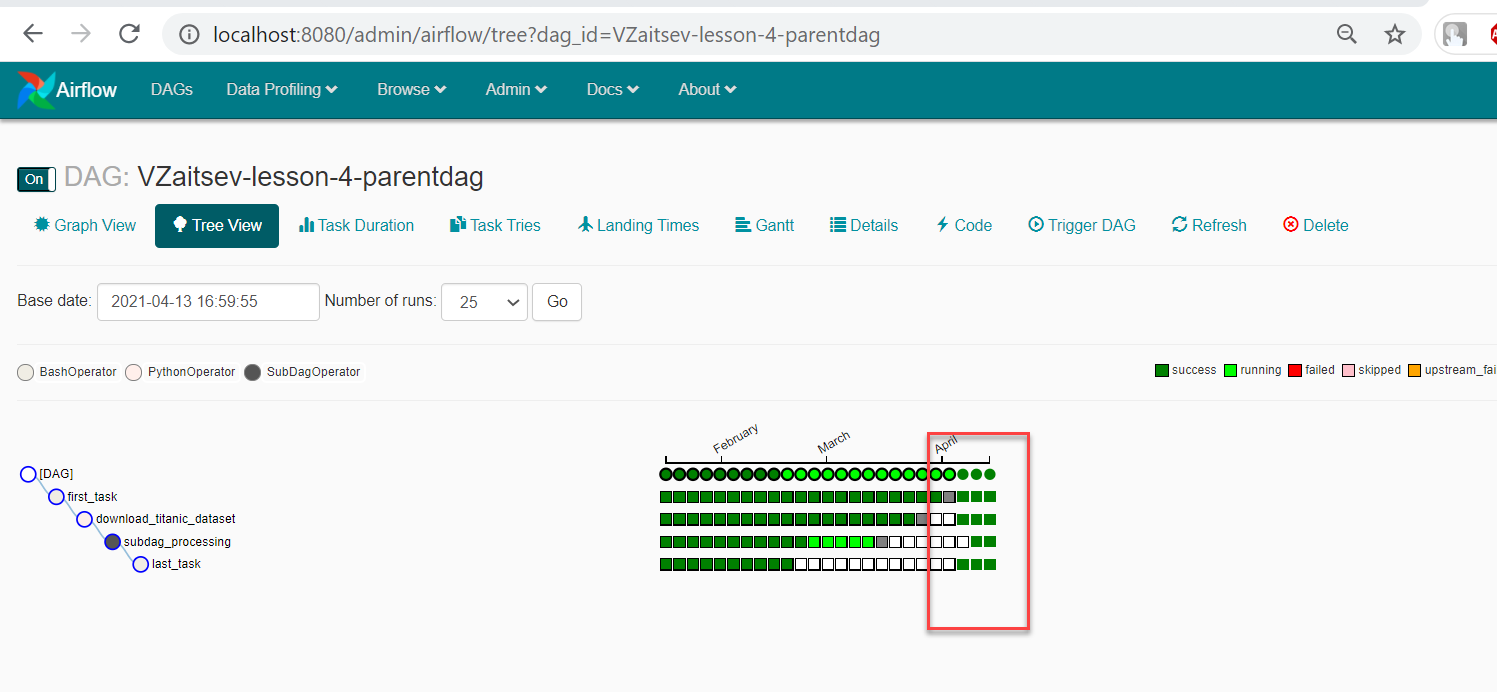 localhost:8080/admin/airflow/tree?dag_id=VZaitsev-lesson-4-parentdag
Airflow DAGs Data Profiling Browse Admin Docs About
On DAG: VZaitsev-lesson-4-parentdag
Graph View Tree View Task Duration Task Tries Landing Times Gantt Details Code Trigger DAG Refresh Delete
Base date: 2021-04-13 16:59:55 Number of runs: 25 Go
BashOperator PythonOperator SubDagOperator success running failed skipped upstream_fai
February March April
[DAG]
first_task
download_titanic_dataset
subdag_processing
last_task